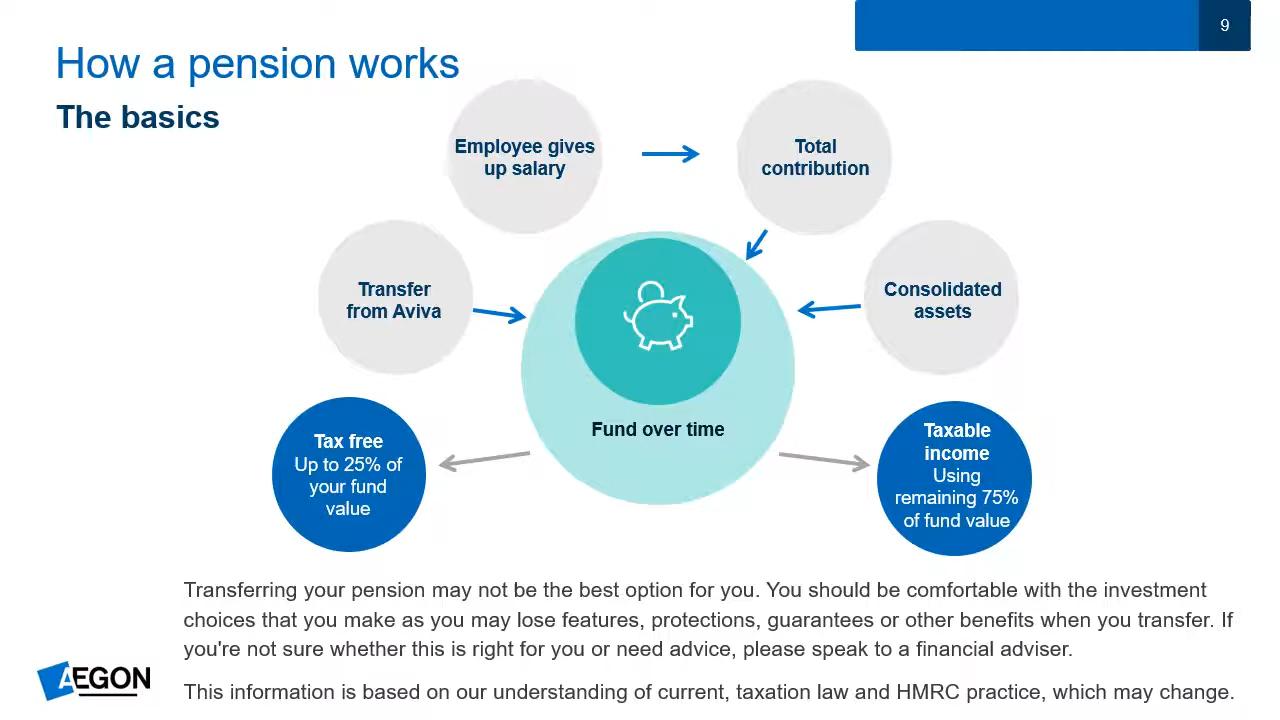 9
How a pension works
The basics
Employee gives
up salary
Total
contribution
Transfer
from Aviva
Consolidated
assets
Fund over time
Tax free
Up to 25% of
your fund
value
Taxable
income
Using
remaining 75%
of fund value
Transferring your pension may not be the best option for you. You should be comfortable with the investment
choices that you make as you may lose features, protections, guarantees or other benefits when you transfer. If
you're not sure whether this is right for you or need advice, please speak to a financial adviser.
This information is based on our understanding of current, taxation law and HMRC practice, which may change.
AEGON